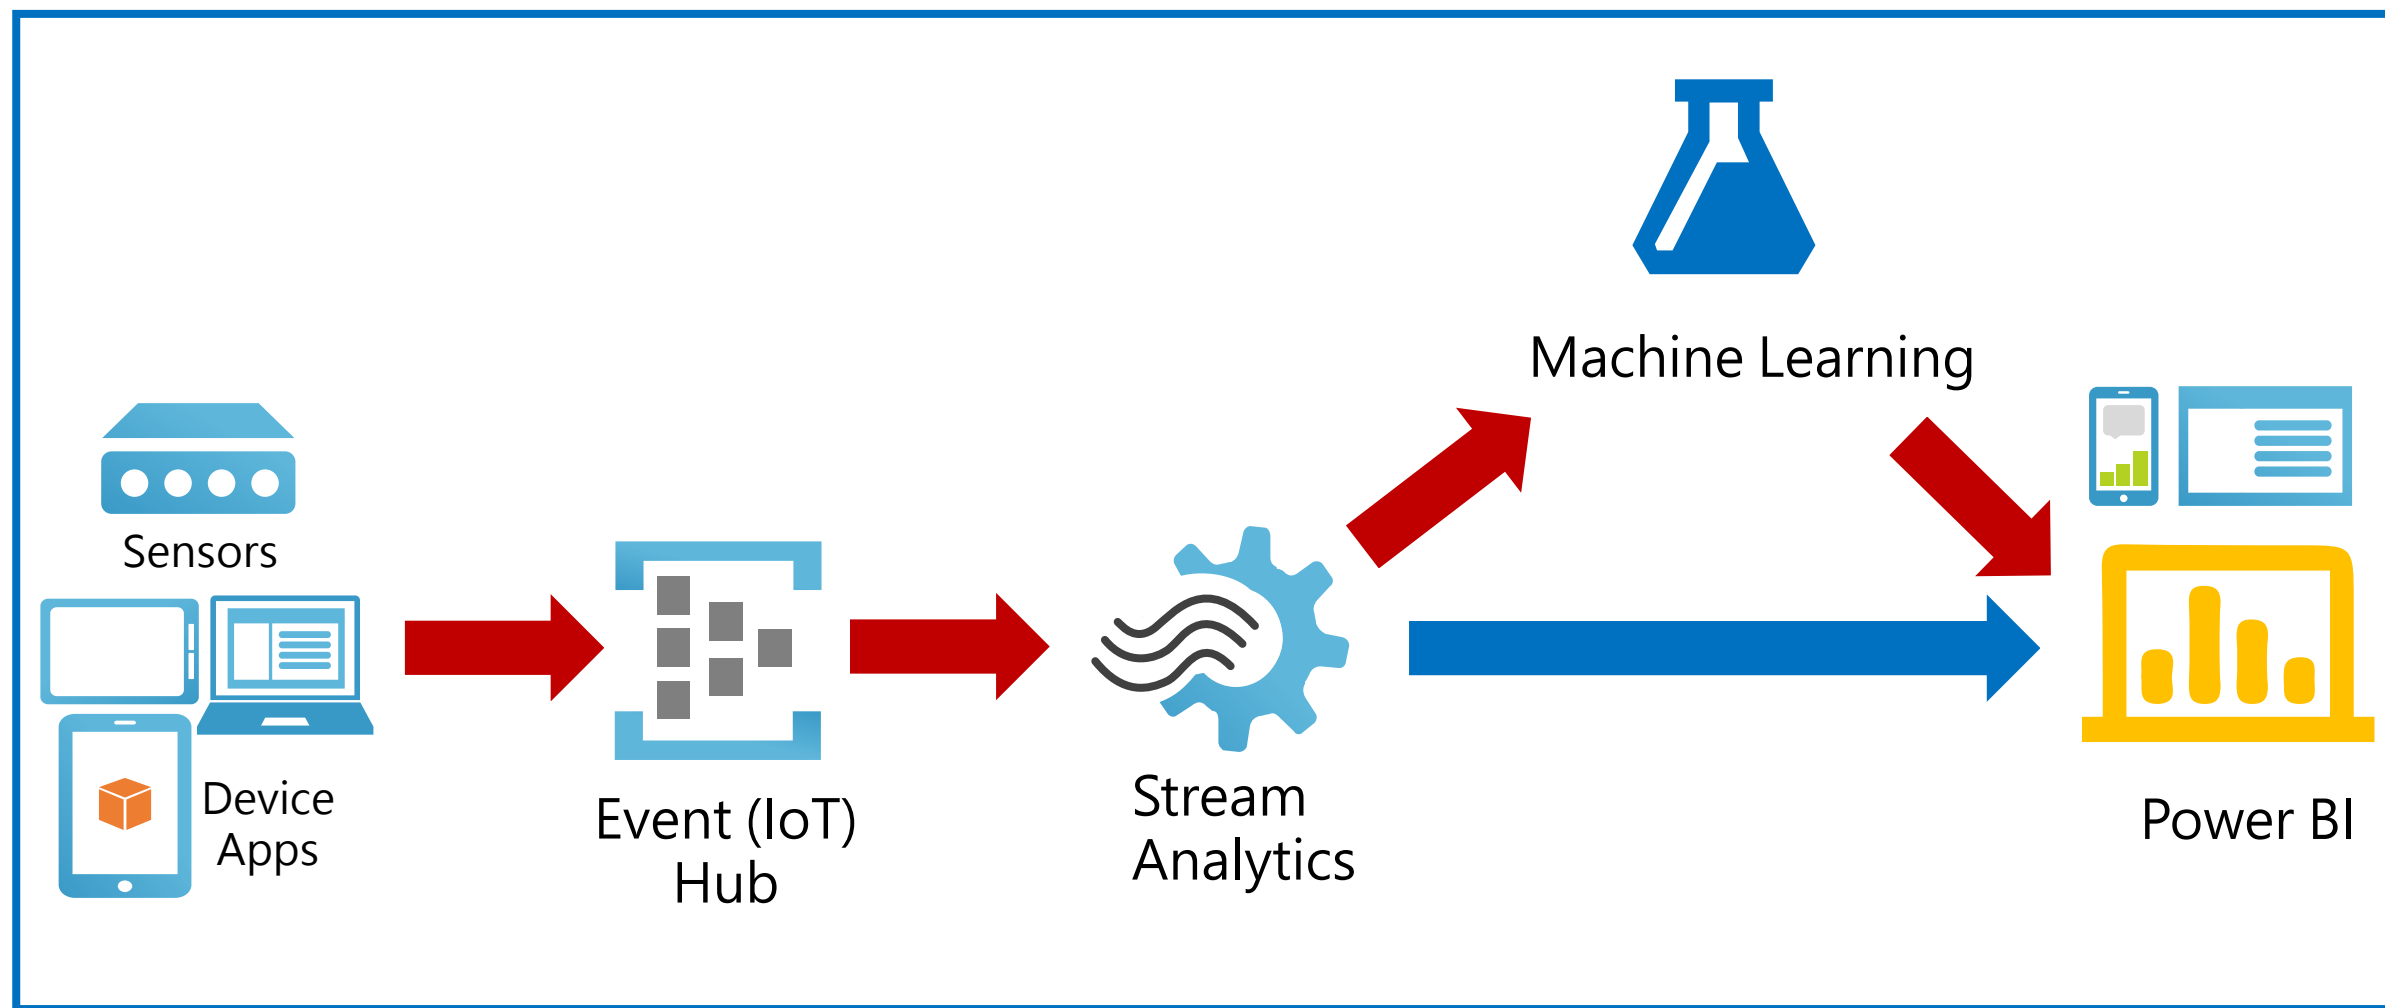 Machine Learning
Sensors
Device
Apps
Event (IoT)
Hub
Stream
Analytics
Power BI